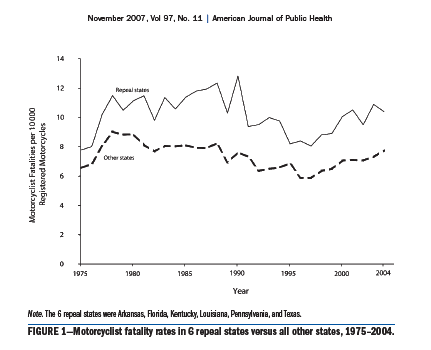 November 2007, Vol 97, No. 11 | American Journal of Public Health
14
12
10
8
6
4
2
0
Motorcyclist Fatalities per 10 000
Registered Motorcycles
Repeal states
Other states
1975 1980 1985 1990 1995 2000 2004
Year
Note. The 6 repeal states were Arkansas, Florida, Kentucky, Louisiana, Pennsylvania, and Texas.
FIGURE 1—Motorcyclist fatality rates in 6 repeal states versus all other states, 1975–2004.